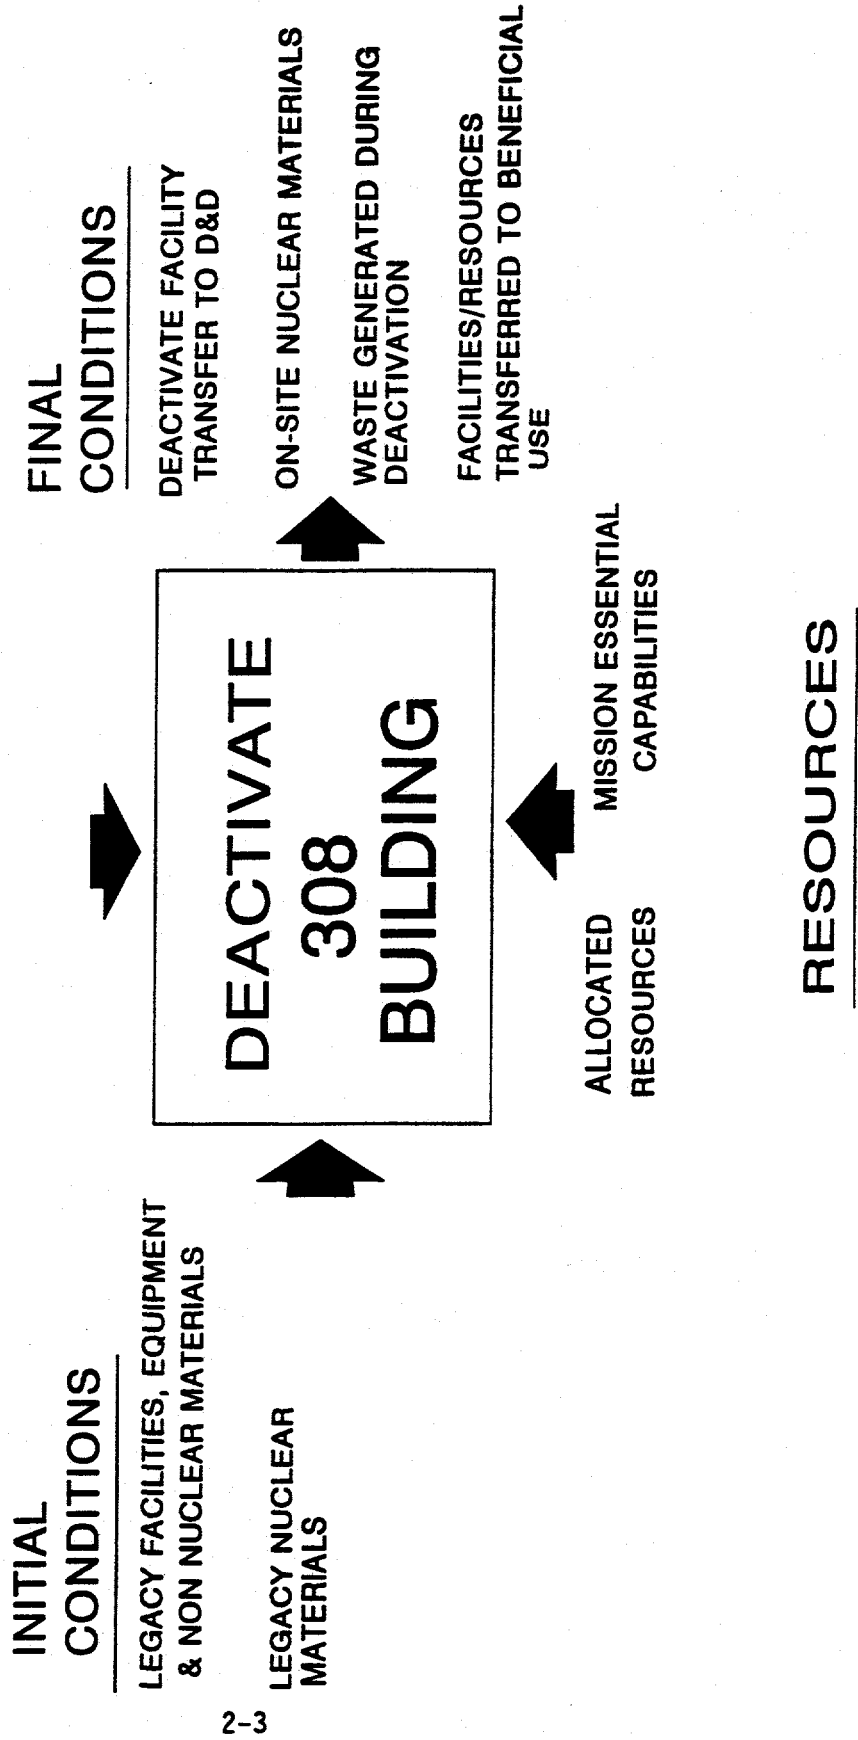 INITIAL
CONDITIONS
LEGACY FACILITIES, EQUIPMENT
& NON NUCLEAR MATERIALS
LEGACY NUCLEAR
MATERIALS
DEACTIVATE
308
BUILDING
FINAL
CONDITIONS
DEACTIVATE FACILITY
TRANSFER TO D&D
ON-SITE NUCLEAR MATERIALS
WASTE GENERATED DURING
DEACTIVATION
FACILITIES/RESOURCES
TRANSFERRED TO BENEFICIAL
USE
ALLOCATED
RESOURCES
MISSION ESSENTIAL
CAPABILITIES
RESOURCES
2-3